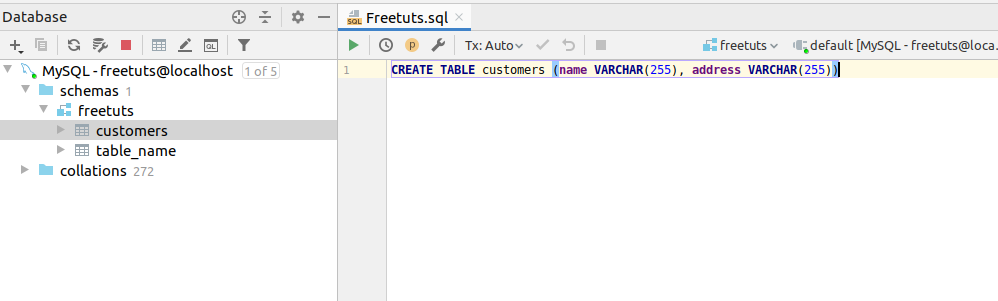 Database
Freetuts.sql
Tx: Auto
freetuts
default [MySQL - freetuts@loca.
MySQL - freetuts@localhost 1 of 5
schemas 1
freetuts
customers
table_name
collations 272
1 CREATE TABLE customers (name VARCHAR(255), address VARCHAR(255))